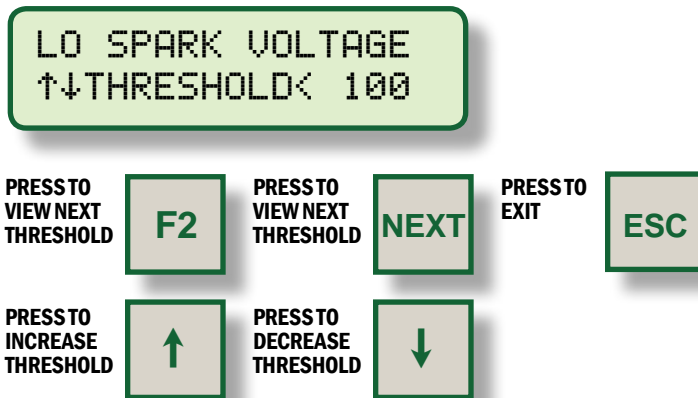 LO SPARK VOLTAGE
↑↓THRESHOLD< 100
PRESS TO
VIEW NEXT
THRESHOLD
F2
PRESS TO
VIEW NEXT
THRESHOLD
NEXT
PRESS TO
EXIT
ESC
PRESS TO
INCREASE
THRESHOLD
↑
PRESS TO
DECREASE
THRESHOLD
↓